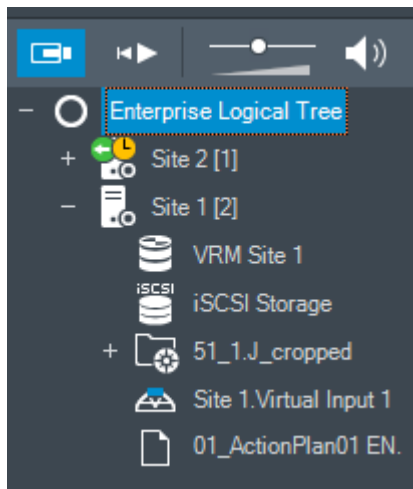 Enterprise Logical Tree
Site 2 [1]
Site 1 [2]
VRM Site 1
iSCSI
iSCSI Storage
51_1.J_cropped
Site 1.Virtual Input 1
01_ActionPlan01 EN.